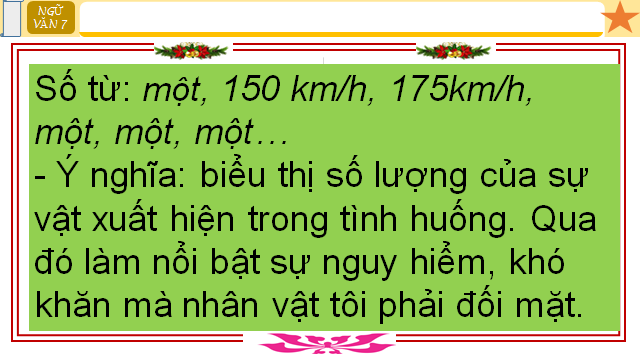 NGỮ
VĂN 7
Số từ: một, 150 km/h, 175km/h,
một, một, một…
- Ý nghĩa: biểu thị số lượng của sự
vật xuất hiện trong tình huống. Qua
đó làm nổi bật sự nguy hiểm, khó
khăn mà nhân vật tôi phải đối mặt.